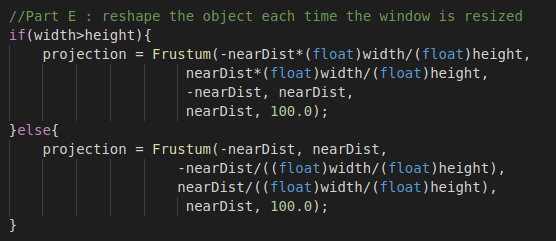 //Part E : reshape the object each time the window is resized
if(width>height){
    projection = Frustum(-nearDist*(float)width/(float)height,
                     nearDist*(float)width/(float)height,
                     -nearDist, nearDist,
                     nearDist, 100.0);
}else{
    projection = Frustum(-nearDist, nearDist,
                    -nearDist/((float)width/(float)height),
                    nearDist/((float)width/(float)height),
                     nearDist, 100.0);
}